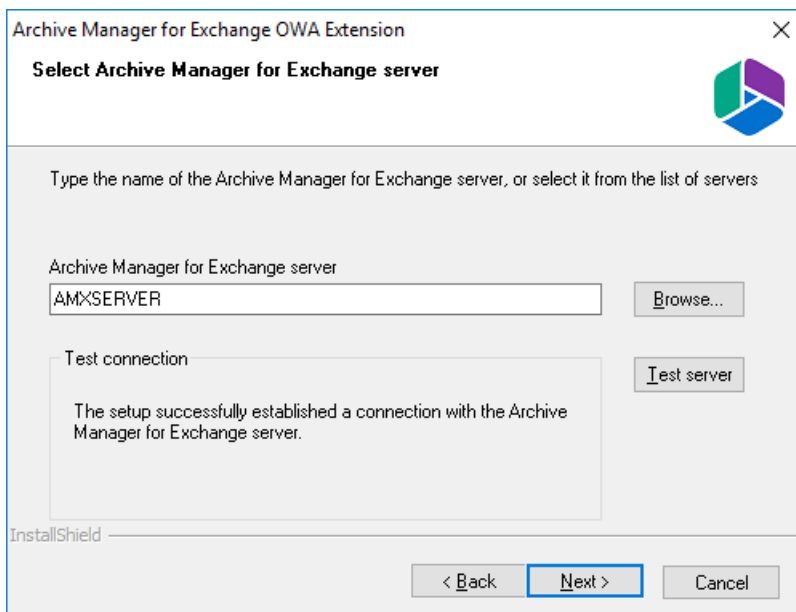 Archive Manager for Exchange OWA Extension
Select Archive Manager for Exchange server
Type the name of the Archive Manager for Exchange server, or select it from the list of servers
Archive Manager for Exchange server
AMXSERVER
Browse...
Test connection
Test server
The setup successfully established a connection with the Archive
Manager for Exchange server.
InstallShield
< Back
Next >
Cancel